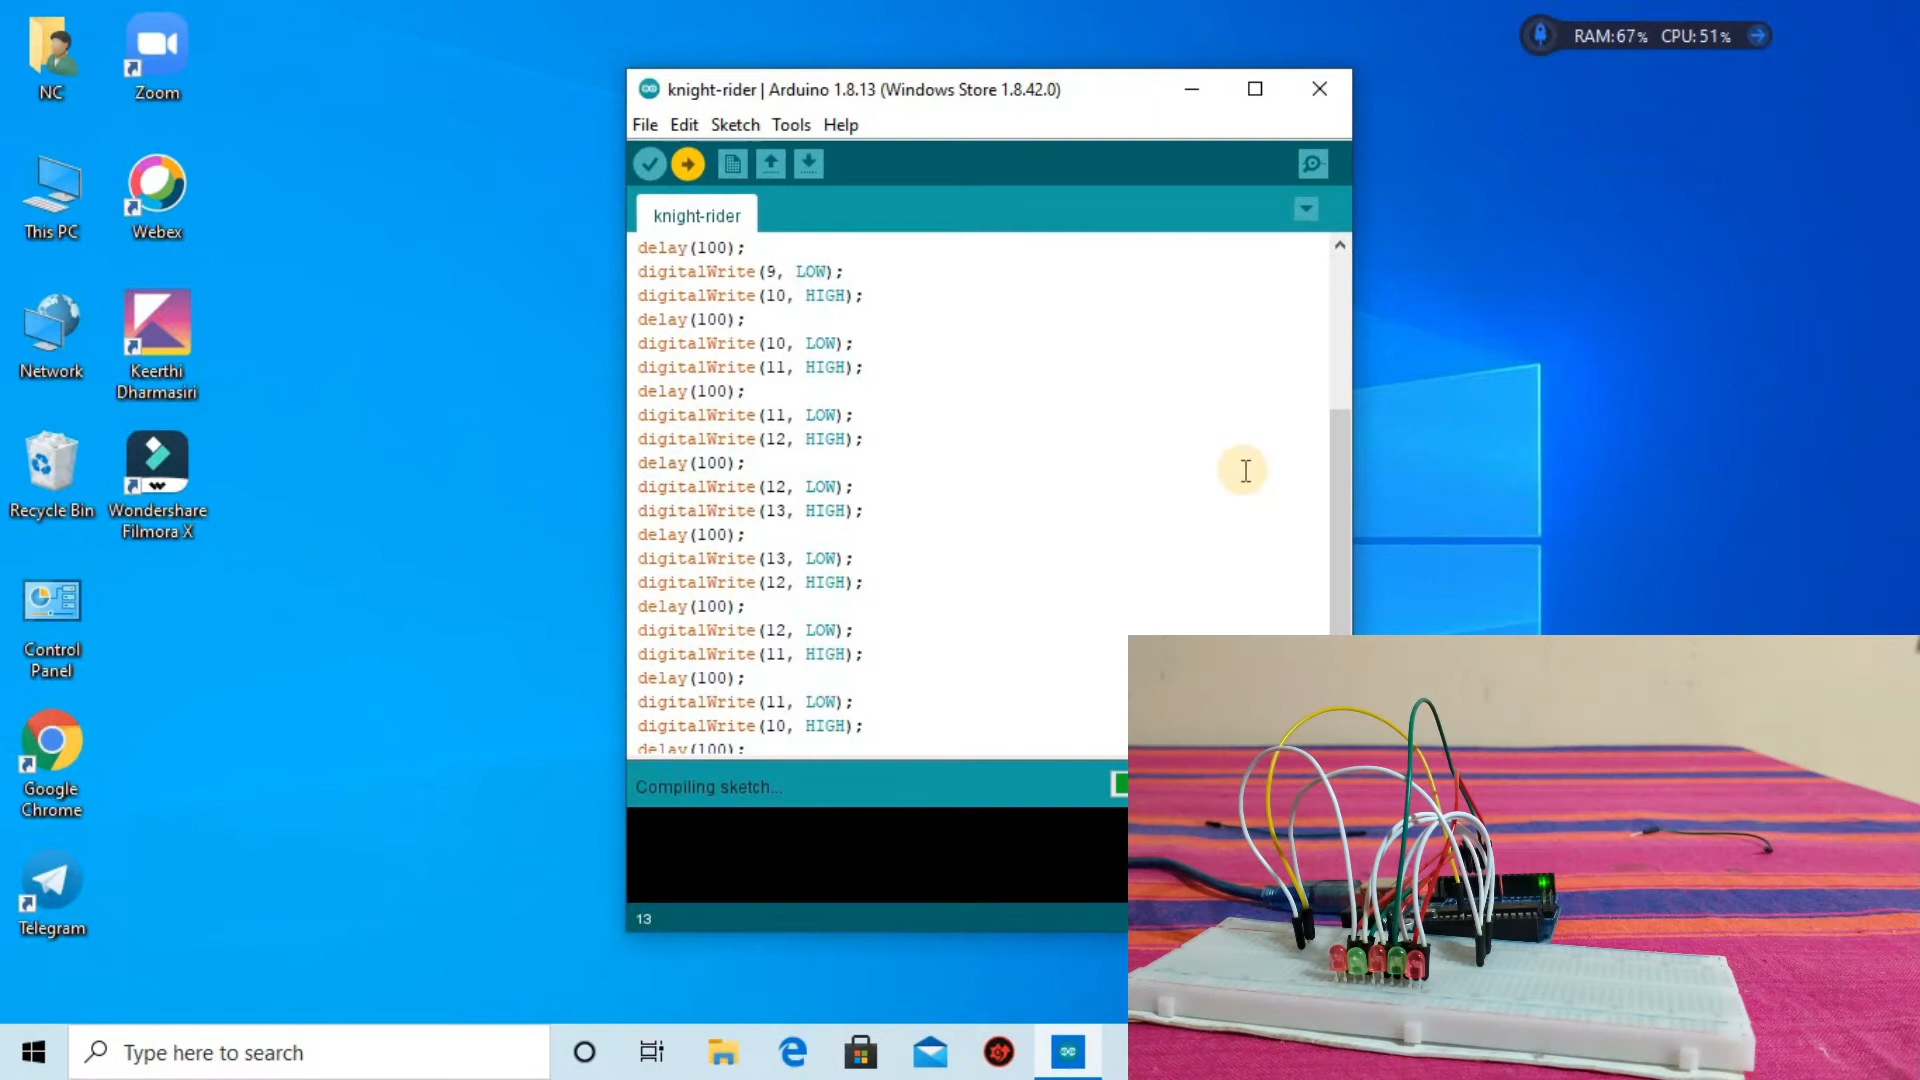 NC
Zoom
This PC
Webex
Network
Keerthi
Dharmasiri
Recycle Bin
Wondershare
Filmora X
Control
Panel
Google
Chrome
Telegram
RAM:67% CPU:51%
knight-rider | Arduino 1.8.13 (Windows Store 1.8.42.0)
File Edit Sketch Tools Help
knight-rider
delay(100);
digitalWrite(9, LOW);
digitalWrite(10, HIGH);
delay(100);
digitalWrite(10, LOW);
digitalWrite(11, HIGH);
delay(100);
digitalWrite(11, LOW);
digitalWrite(12, HIGH);
delay(100);
digitalWrite(12, LOW);
digitalWrite(13, HIGH);
delay(100);
digitalWrite(13, LOW);
digitalWrite(12, HIGH);
delay(100);
digitalWrite(12, LOW);
digitalWrite(11, HIGH);
delay(100);
digitalWrite(11, LOW);
digitalWrite(10, HIGH);
delay(100);
Compiling sketch...
13
Type here to search